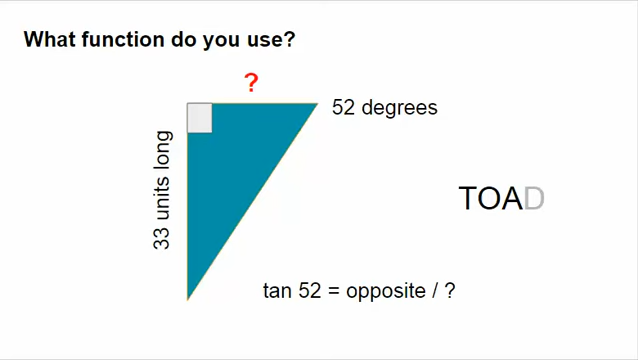 What function do you use?
?
52 degrees
33 units long
TOAD
tan 52 = opposite / ?